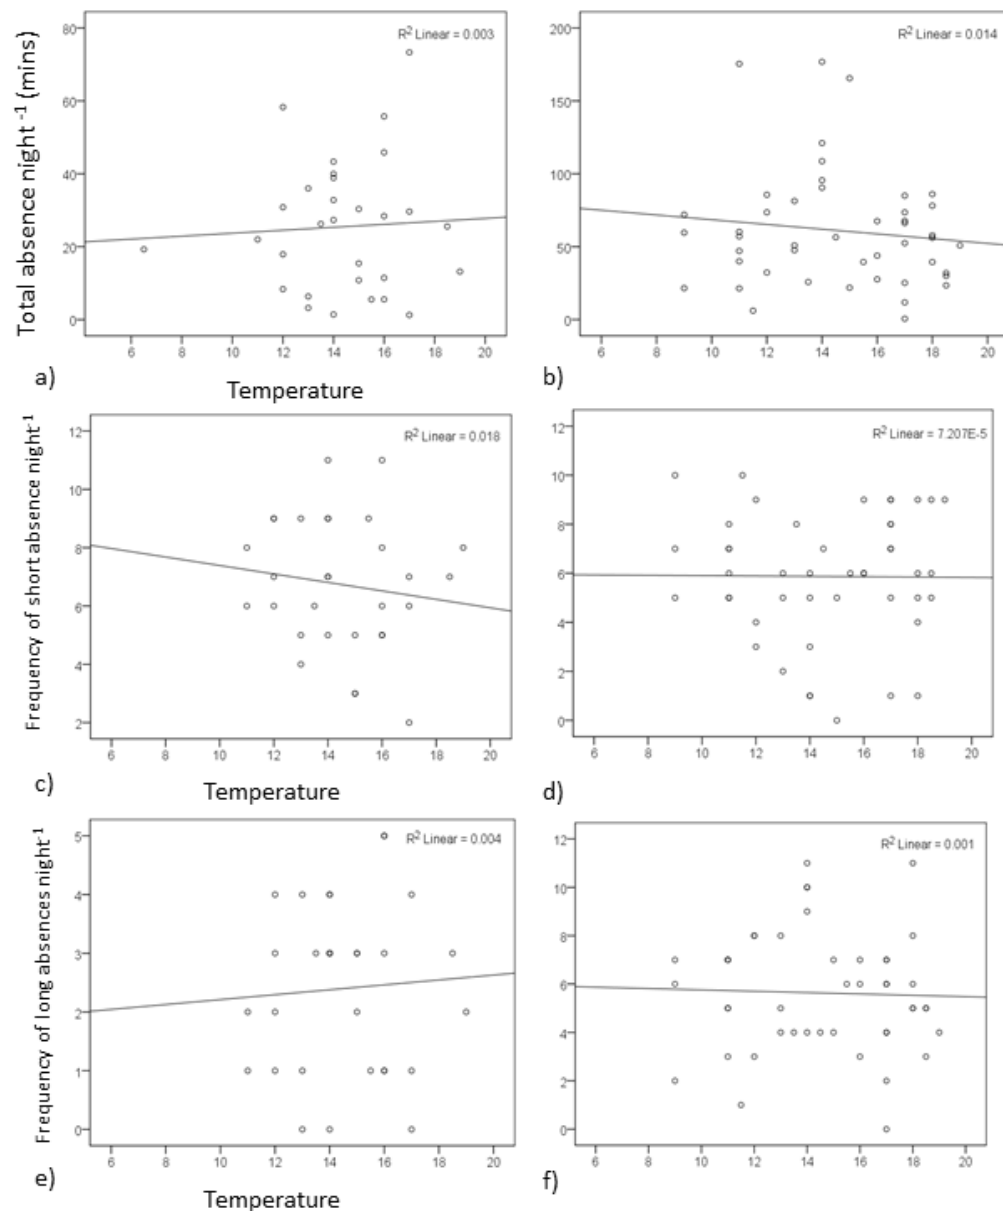 Total absence night ⁻¹ (mins)
80
60
40
20
0
R² Linear = 0.003
6 8 10 12 14 16 18 20
a)
Temperature
200
150
100
50
0
R² Linear = 0.014
6 8 10 12 14 16 18 20
b)
Frequency of short absence night⁻¹
12
10
8
6
4
2
R² Linear = 0.018
6 8 10 12 14 16 18 20
c)
Temperature
12
10
8
6
4
2
0
R² Linear = 7.207E-5
6 8 10 12 14 16 18 20
d)
Frequency of long absences night⁻¹
5
4
3
2
1
0
R² Linear = 0.004
6 8 10 12 14 16 18 20
e)
Temperature
12
10
8
6
4
2
0
R² Linear = 0.001
6 8 10 12 14 16 18 20
f)